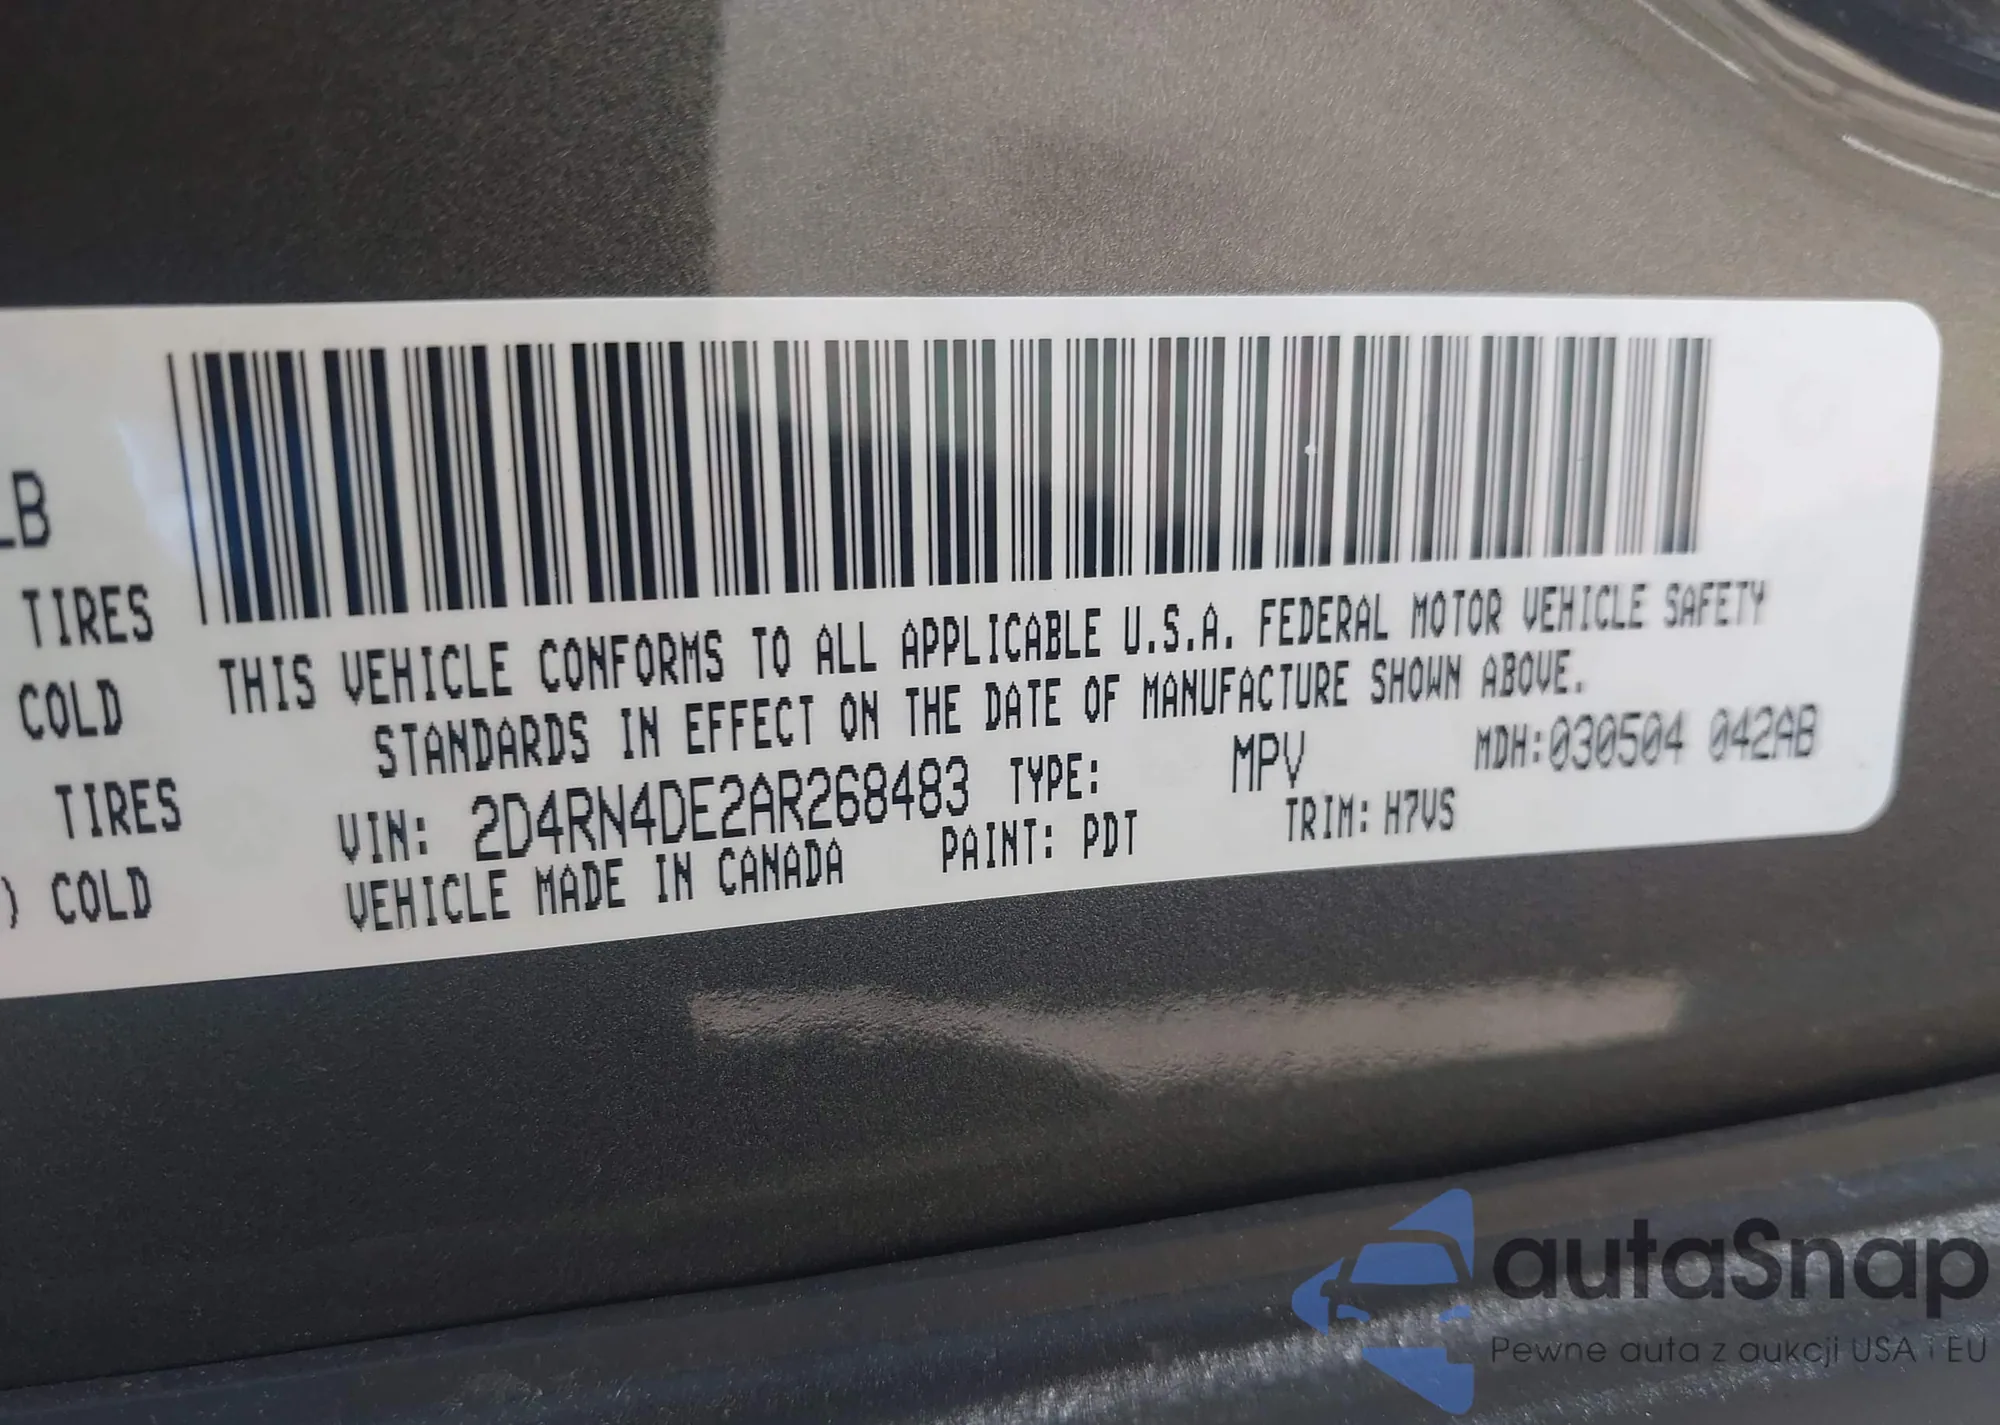 LB
TIRES
COLD
TIRES
) COLD
THIS VEHICLE CONFORMS TO ALL APPLICABLE U.S.A. FEDERAL MOTOR VEHICLE SAFETY
STANDARDS IN EFFECT ON THE DATE OF MANUFACTURE SHOWN ABOVE.
VIN: 2D4RN4DE2AR268483 TYPE: MPV MDH:030504 042AB
VEHICLE MADE IN CANADA PAINT: PDT TRIM: H7VS
autaSnap
Pewne auta z aukcji USA i EU